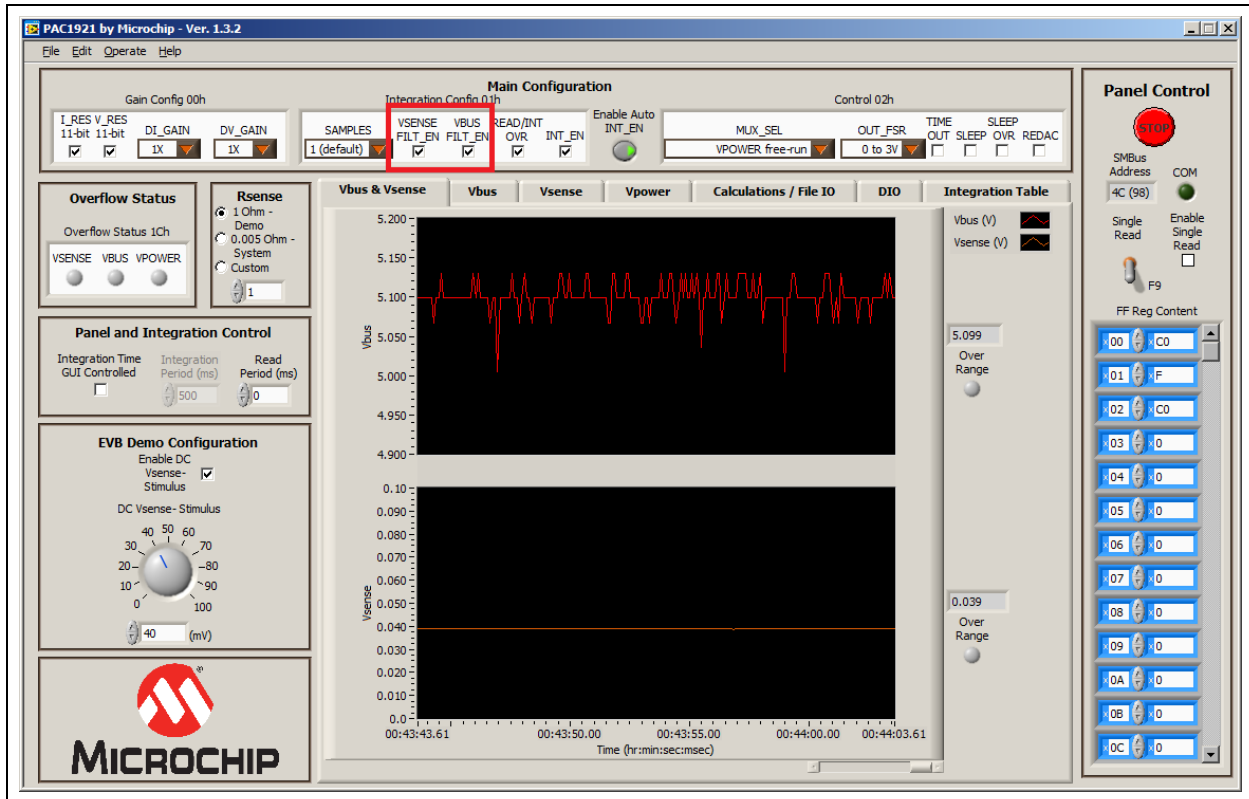 PAC1921 by Microchip - Ver. 1.3.2
File Edit Operate Help
Main Configuration
Gain Config 00h
Integration Config 01h
Control 02h
I_RES V_RES
11-bit 11-bit
DI_GAIN
DV_GAIN
1X
1X
SAMPLES
1 (default)
VSENSE
FILT_EN
VBUS
FILT_EN
READ/INT
OVR
INT_EN
Enable Auto
INT_EN
MUX_SEL
VPOWER free-run
OUT_FSR
0 to 3V
TIME
OUT
SLEEP
SLEEP
OVR
REDAC
Overflow Status
Overflow Status 1Ch
VSENSE VBUS VPOWER
Rsense
1 Ohm -
Demo
0.005 Ohm -
System
Custom
1
Panel and Integration Control
Integration Time
GUI Controlled
Integration
Period (ms)
500
Read
Period (ms)
0
EVB Demo Configuration
Enable DC
Vsense-
Stimulus
DC Vsense- Stimulus
0
10
20
30
40
50
60
70
80
90
100
40 (mV)
MICROCHIP
®
Vbus & Vsense
Vbus
Vsense
Vpower
Calculations / File IO
DIO
Integration Table
Vbus
5.200
5.150
5.100
5.050
5.000
4.950
4.900
Vsense
0.10
0.090
0.080
0.070
0.060
0.050
0.040
0.030
0.020
0.010
0.0
00:43:43.61
00:43:50.00
00:43:55.00
00:44:00.00
00:44:03.61
Time (hr:min:sec:msec)
Vbus (V)
Vsense (V)
5.099
Over
Range
0.039
Over
Range
Panel Control
STOP
SMBus
Address
4C (98)
COM
Single
Read
F9
Enable
Single
Read
FF Reg Content
x 00 x C0
x 01 x F
x 02 x C0
x 03 x 0
x 04 x 0
x 05 x 0
x 06 x 0
x 07 x 0
x 08 x 0
x 09 x 0
x 0A x 0
x 0B x 0
x 0C x 0